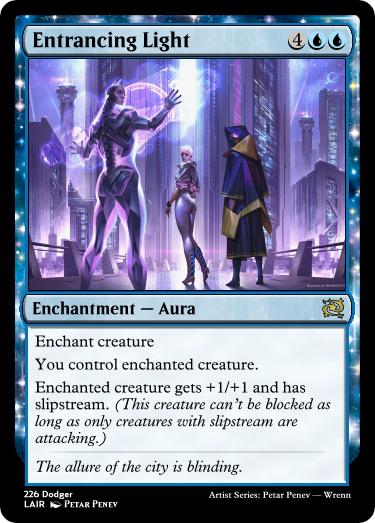 Entrancing Light 4
Enchantment — Aura
Enchant creature
You control enchanted creature.
Enchanted creature gets +1/+1 and has
slipstream. (This creature can't be blocked as
long as only creatures with slipstream are
attacking.)
The allure of the city is blinding.
226 Dodger
LAIR Petar Penev
Artist Series: Petar Penev — Wrenn